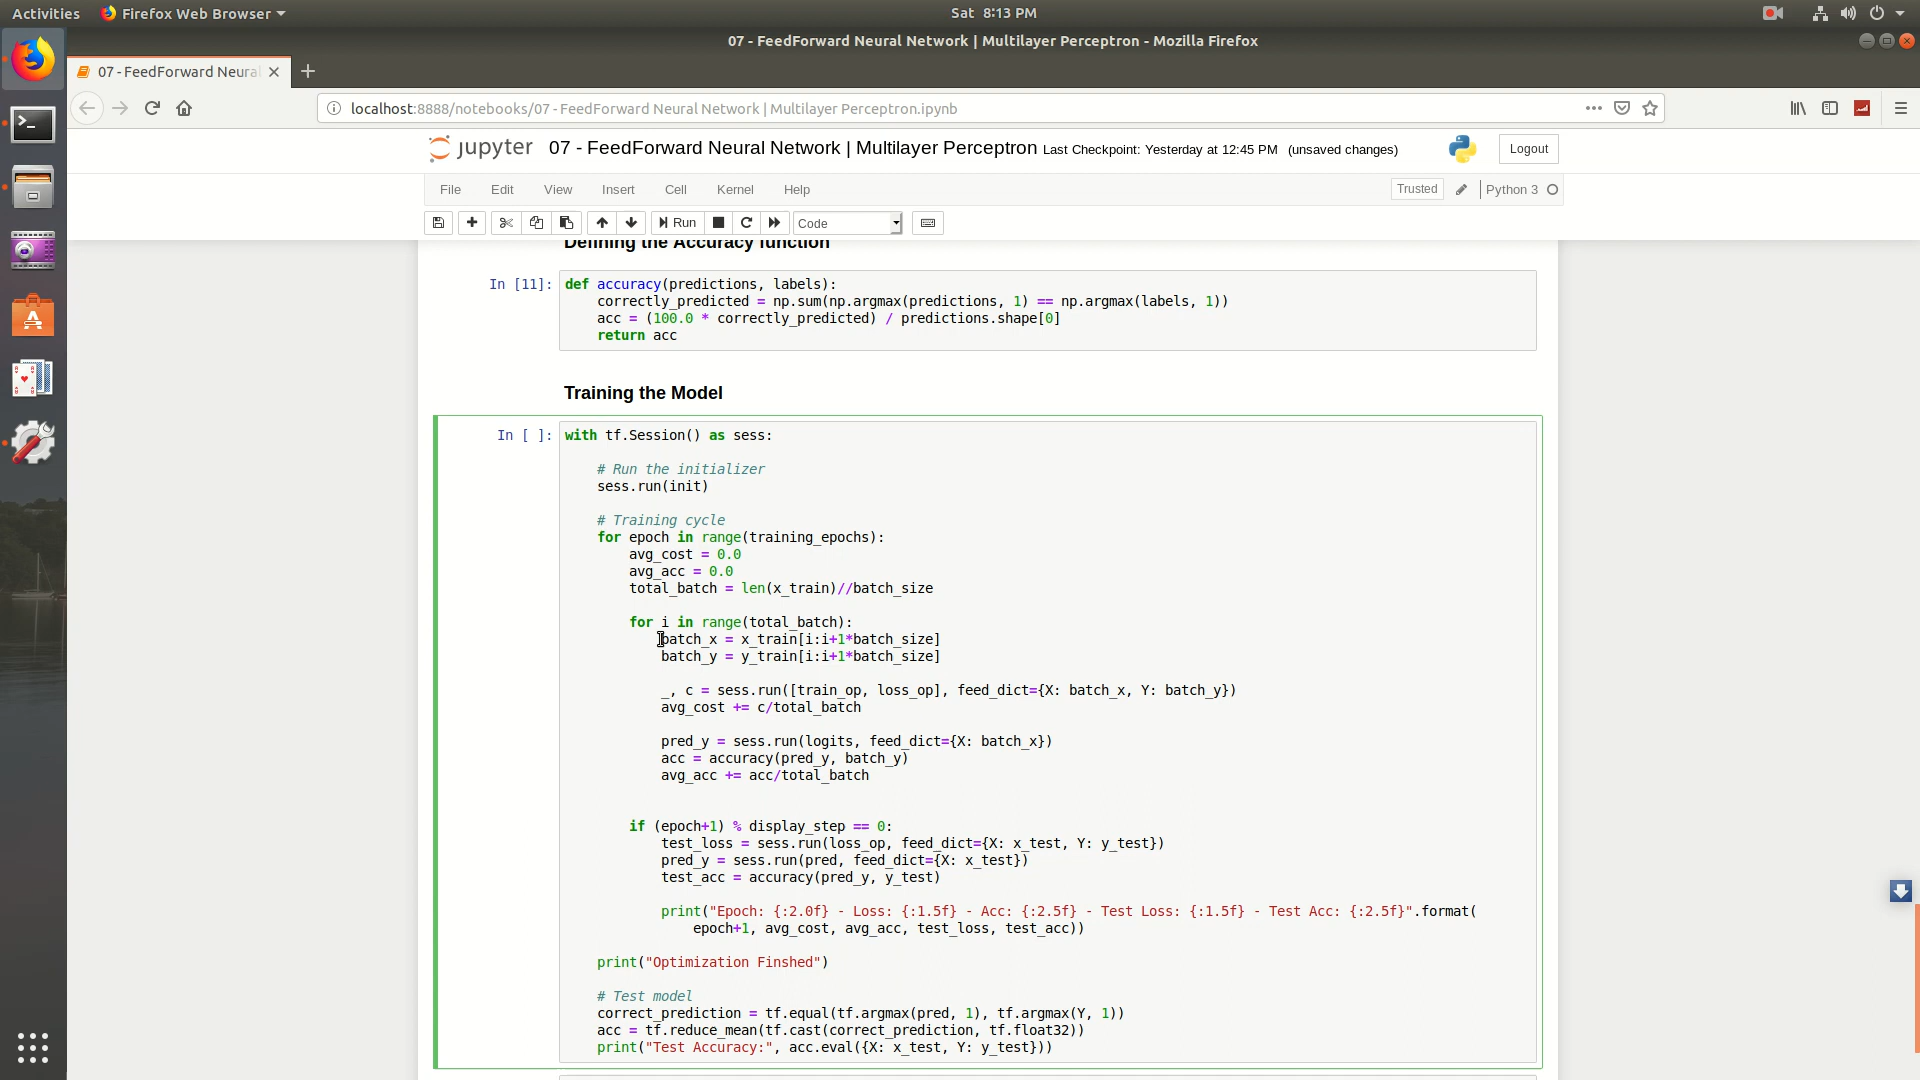 Activities Firefox Web Browser Sat 8:13 PM
07 - FeedForward Neural Network | Multilayer Perceptron - Mozilla Firefox
07 - FeedForward Neural
localhost:8888/notebooks/07 - FeedForward Neural Network | Multilayer Perceptron.ipynb
jupyter 07 - FeedForward Neural Network | Multilayer Perceptron Last Checkpoint: Yesterday at 12:45 PM (unsaved changes) Logout
File Edit View Insert Cell Kernel Help Trusted Python 3
Run Code
Defining the Accuracy function
In [11]: def accuracy(predictions, labels):
correctly_predicted = np.sum(np.argmax(predictions, 1) == np.argmax(labels, 1))
acc = (100.0 * correctly_predicted) / predictions.shape[0]
return acc
Training the Model
In [ ]: with tf.Session() as sess:
# Run the initializer
sess.run(init)
# Training cycle
for epoch in range(training_epochs):
avg_cost = 0.0
avg_acc = 0.0
total_batch = len(x_train)//batch_size
for i in range(total_batch):
batch_x = x_train[i:i+1*batch_size]
batch_y = y_train[i:i+1*batch_size]
_, c = sess.run([train_op, loss_op], feed_dict={X: batch_x, Y: batch_y})
avg_cost += c/total_batch
pred_y = sess.run(logits, feed_dict={X: batch_x})
acc = accuracy(pred_y, batch_y)
avg_acc += acc/total_batch
if (epoch+1) % display_step == 0:
test_loss = sess.run(loss_op, feed_dict={X: x_test, Y: y_test})
pred_y = sess.run(pred, feed_dict={X: x_test})
test_acc = accuracy(pred_y, y_test)
print("Epoch: {:2.0f} - Loss: {:1.5f} - Acc: {:2.5f} - Test Loss: {:1.5f} - Test Acc: {:2.5f}".format(
epoch+1, avg_cost, avg_acc, test_loss, test_acc))
print("Optimization Finshed")
# Test model
correct_prediction = tf.equal(tf.argmax(pred, 1), tf.argmax(Y, 1))
acc = tf.reduce_mean(tf.cast(correct_prediction, tf.float32))
print("Test Accuracy:", acc.eval({X: x_test, Y: y_test}))